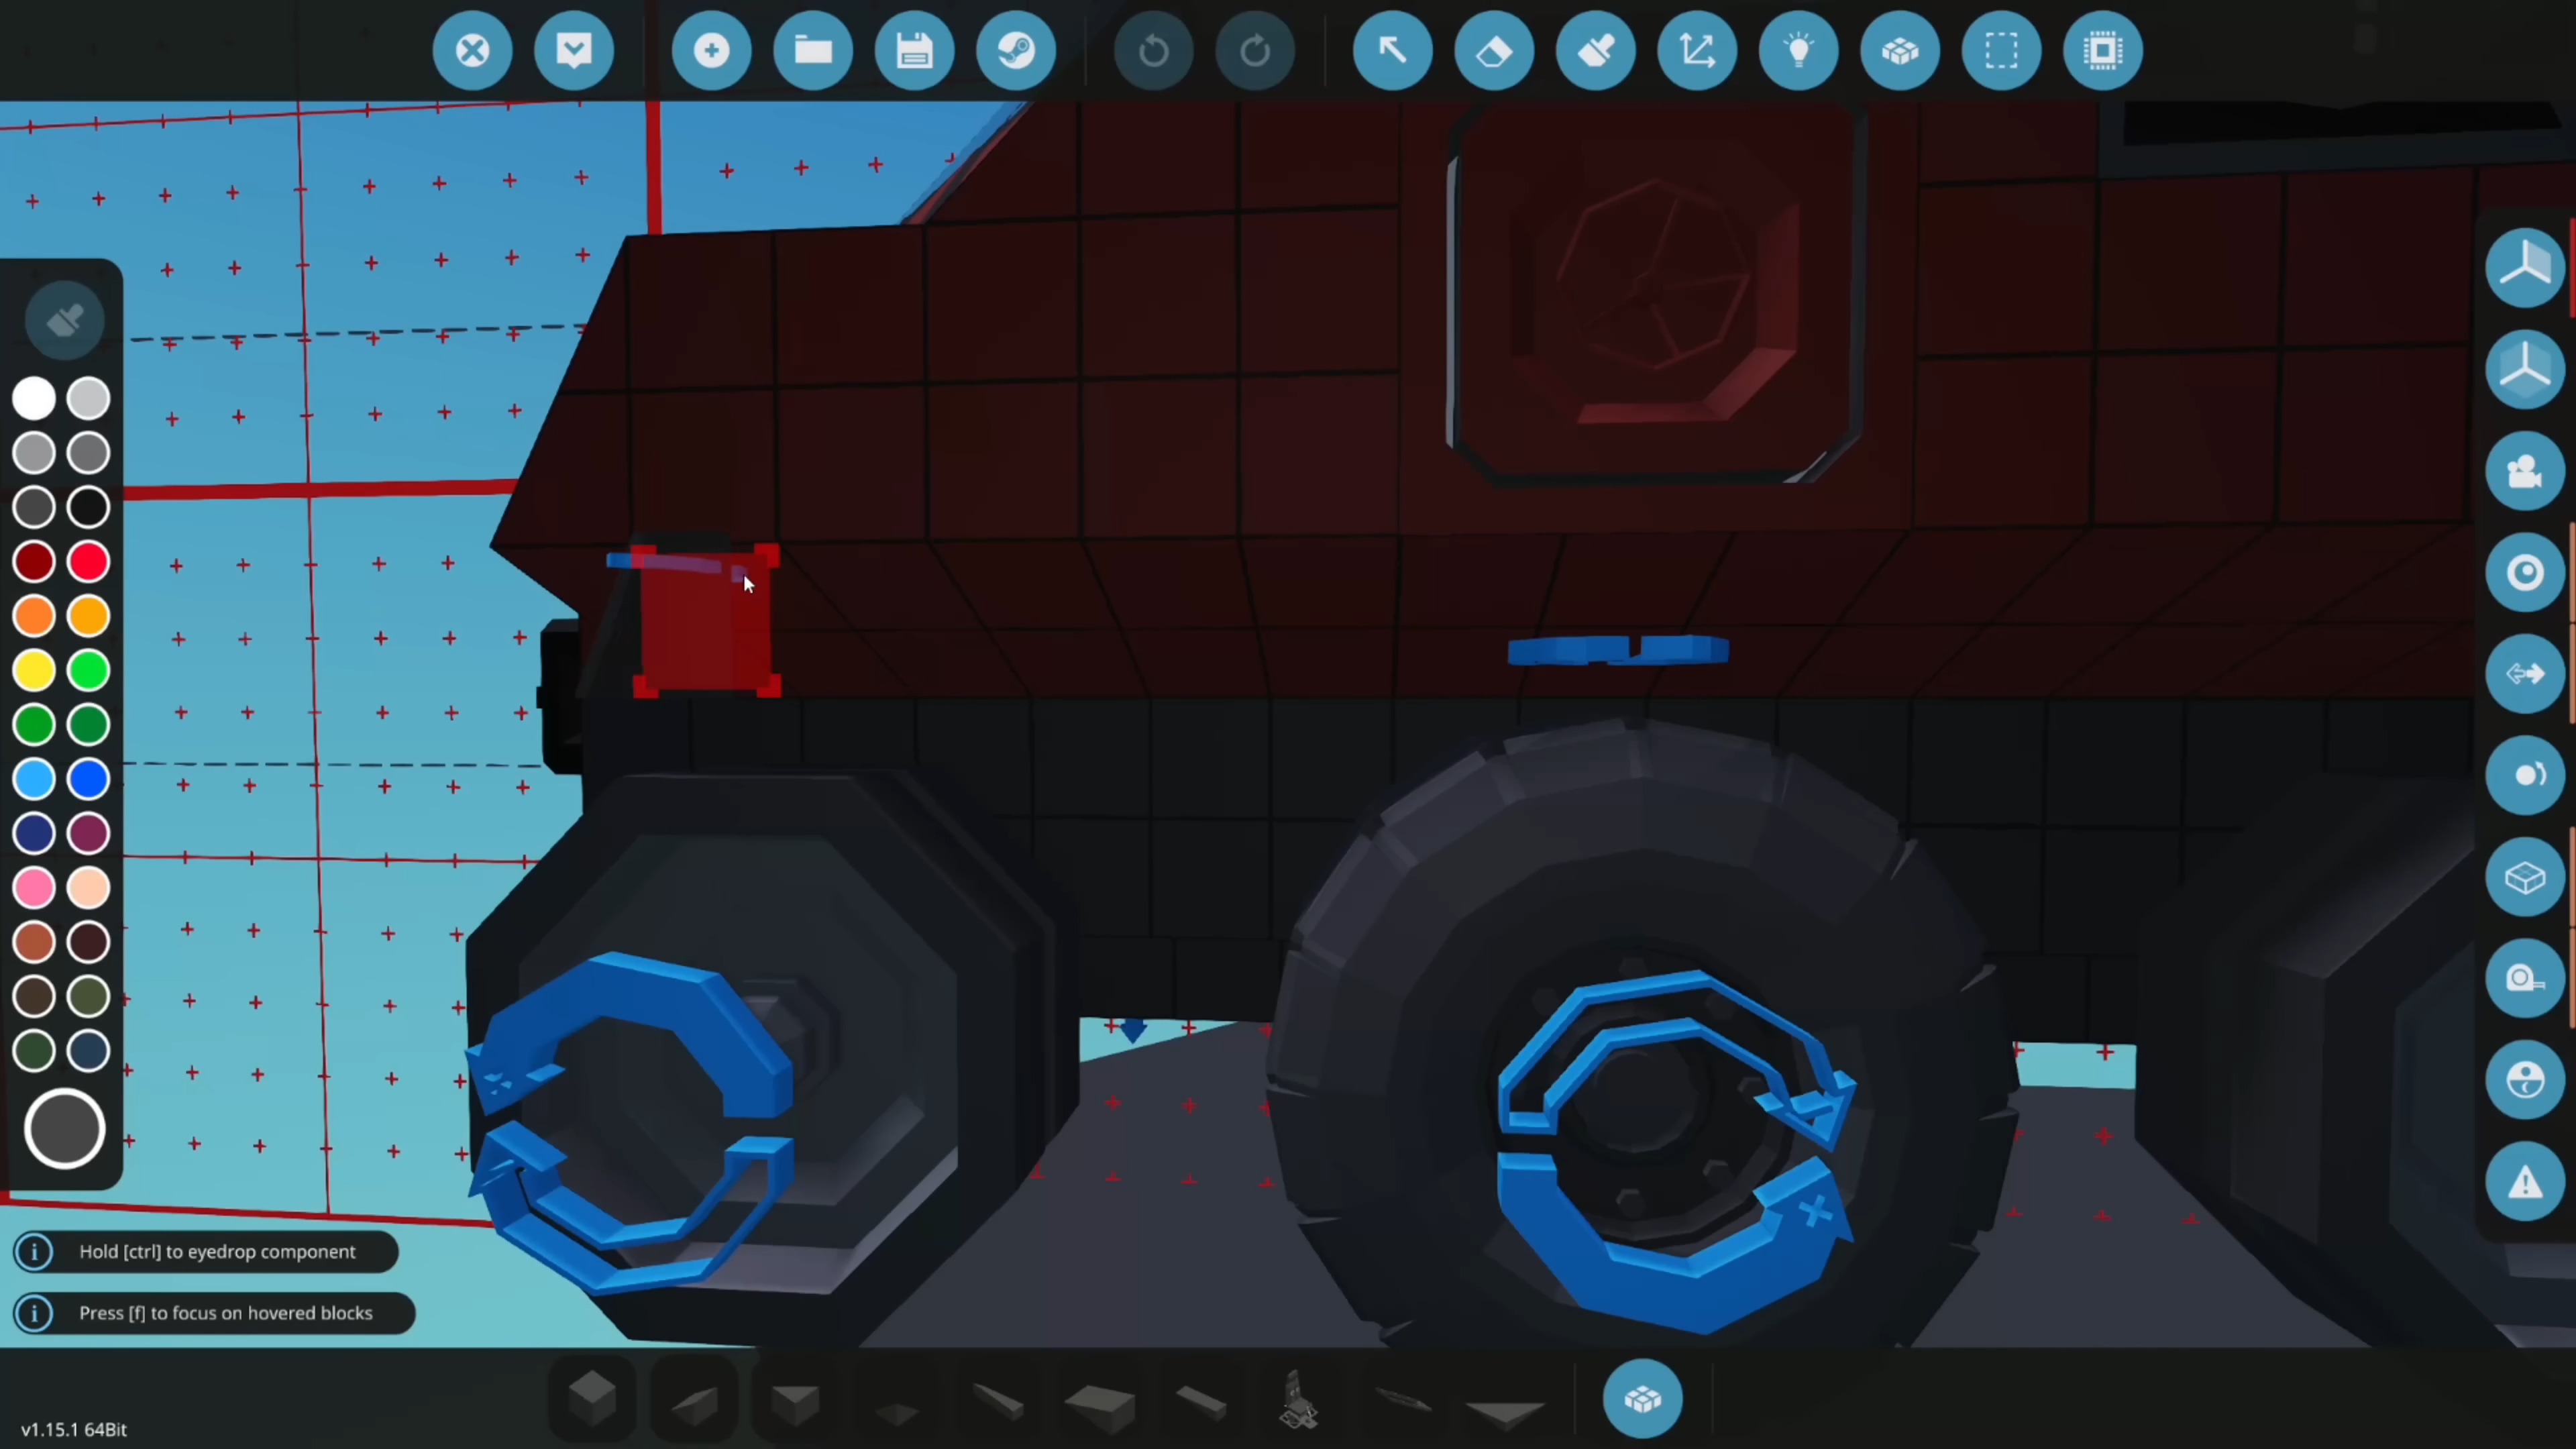 Hold [ctrl] to eyedrop component
Press [f] to focus on hovered blocks
v1.15.1 64Bit